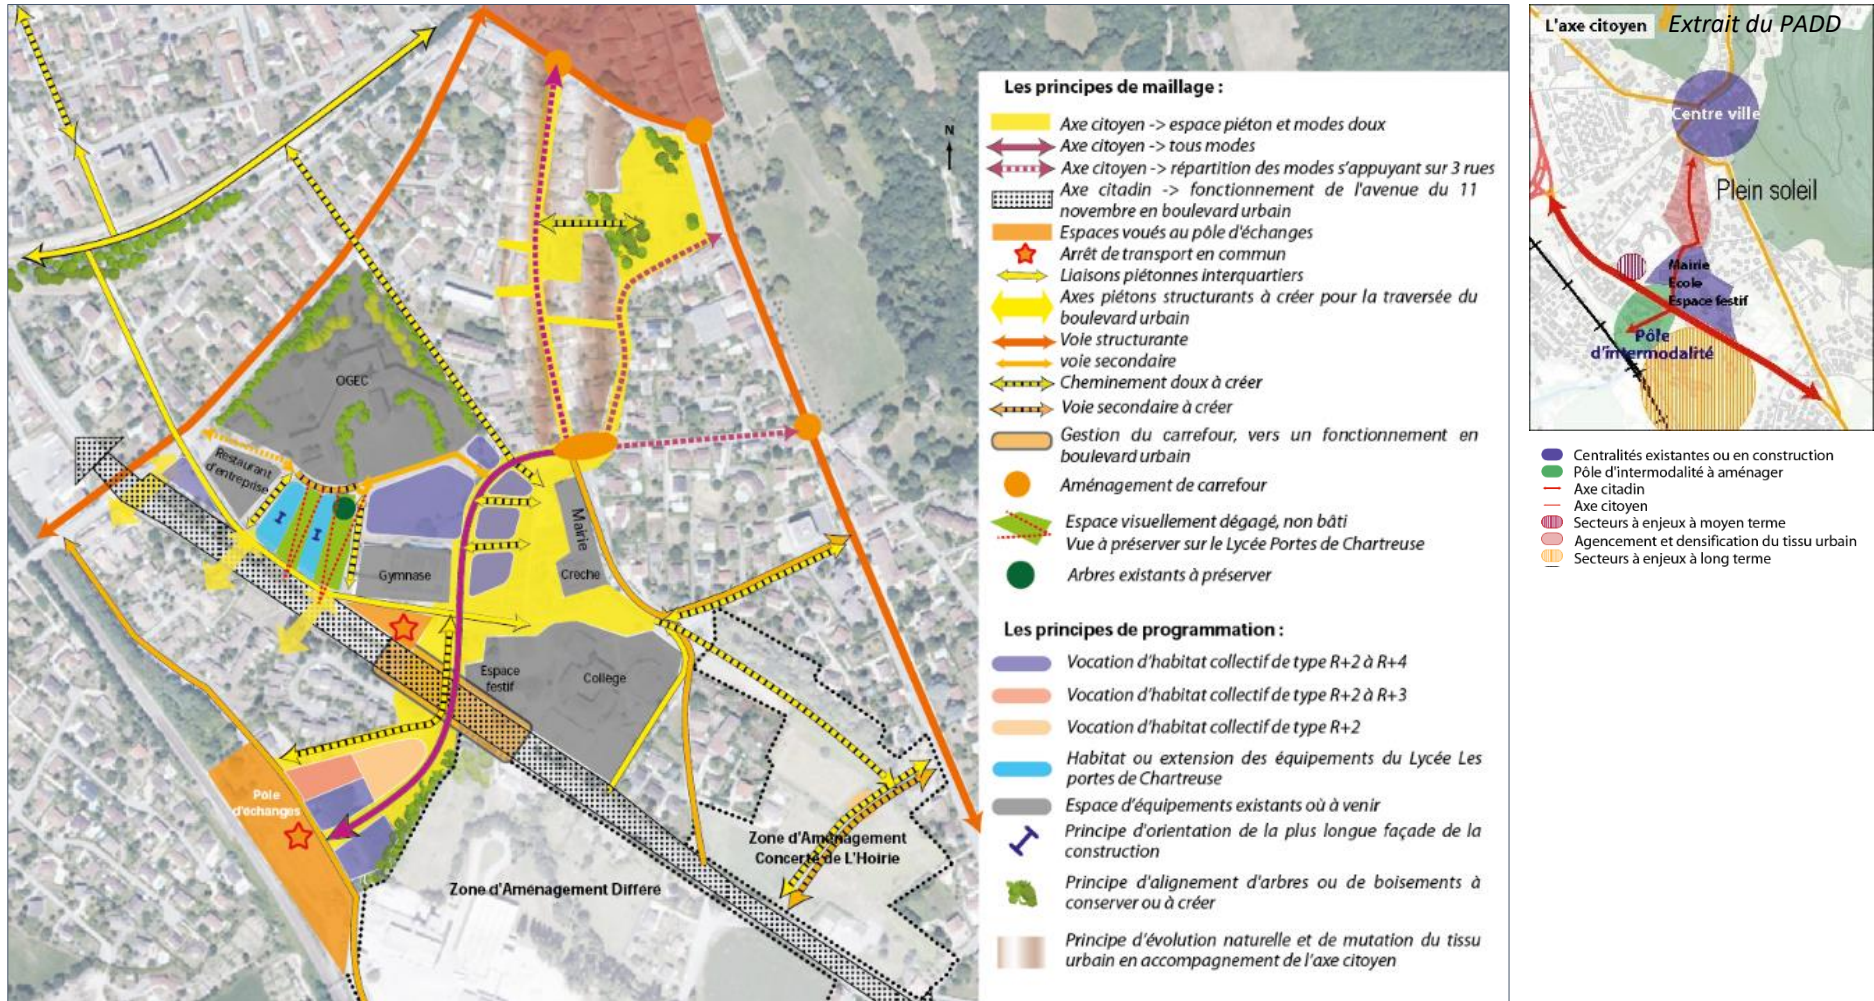 OGEC
Restaurant
d'entreprise
Gymnase
Mairie
Creche
Espace
festif
College
Pôle
d'échanges
Zone d'Aménagement
Concerté de L'Hoirie
Zone d'Aménagement Différé
N
Les principes de maillage :
Axe citoyen -> espace piéton et modes doux
Axe citoyen -> tous modes
Axe citoyen -> répartition des modes s'appuyant sur 3 rues
Axe citadin -> fonctionnement de l'avenue du 11
novembre en boulevard urbain
Espaces voués au pôle d'échanges
Arrêt de transport en commun
Liaisons piétonnes interquartiers
Axes piétons structurants à créer pour la traversée du
boulevard urbain
Voie structurante
voie secondaire
Cheminement doux à créer
Voie secondaire à créer
Gestion du carrefour, vers un fonctionnement en
boulevard urbain
Aménagement de carrefour
Espace visuellement dégagé, non bâti
Vue à préserver sur le Lycée Portes de Chartreuse
Arbres existants à préserver
Les principes de programmation :
Vocation d'habitat collectif de type R+2 à R+4
Vocation d'habitat collectif de type R+2 à R+3
Vocation d'habitat collectif de type R+2
Habitat ou extension des équipements du Lycée Les
portes de Chartreuse
Espace d'équipements existants où à venir
Principe d'orientation de la plus longue façade de la
construction
Principe d'alignement d'arbres ou de boisements à
conserver ou à créer
Principe d'évolution naturelle et de mutation du tissu
urbain en accompagnement de l'axe citoyen
L'axe citoyen Extrait du PADD
Centre ville
Plein soleil
Mairie
Ecole
Espace festif
Pôle
d'intermodalité
Centralités existantes ou en construction
Pôle d'intermodalité à aménager
Axe citadin
Axe citoyen
Secteurs à enjeux à moyen terme
Agencement et densification du tissu urbain
Secteurs à enjeux à long terme